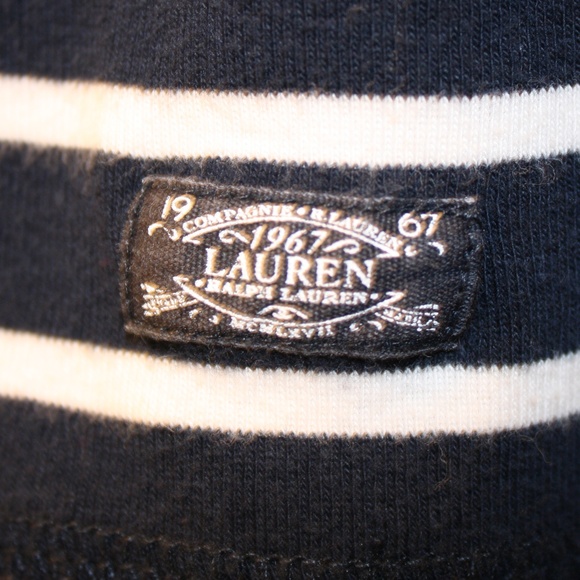 19 67
COMPAGNIE • R. LAUREN
1967
LAUREN
• RALPH LAUREN •
MCMLXVII